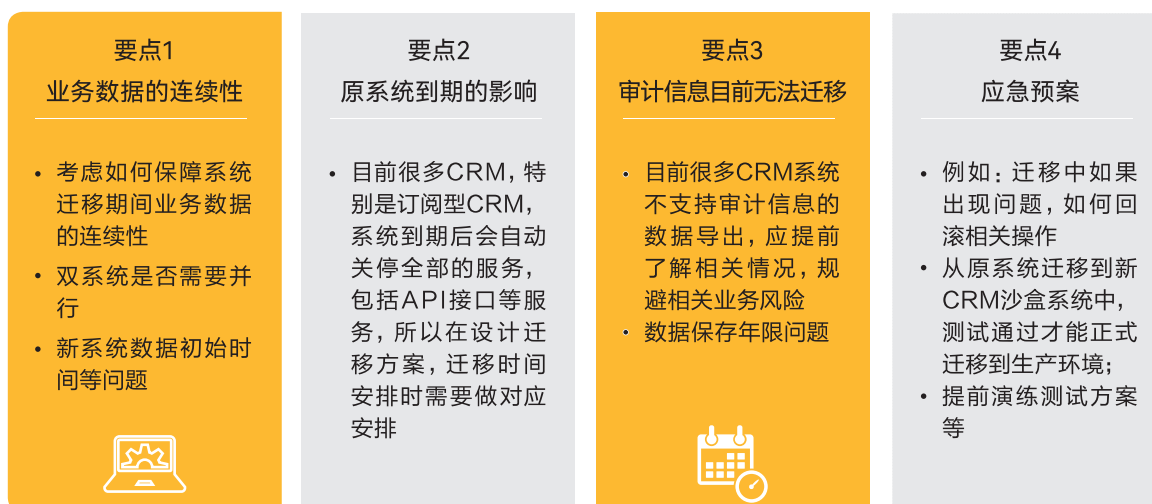 要点1
业务数据的连续性
• 考虑如何保障系统
迁移期间业务数据
的连续性
• 双系统是否需要并
行
• 新系统数据初始时
间等问题
要点2
原系统到期的影响
• 目前很多CRM，特
别是订阅型CRM，
系统到期后会自动
关停全部的服务，
包括API接口等服
务，所以在设计迁
移方案，迁移时间
安排时需要做对应
安排
要点3
审计信息目前无法迁移
• 目前很多CRM系统
不支持审计信息的
数据导出，应提前
了解相关情况，规
避相关业务风险
• 数据保存年限问题
要点4
应急预案
• 例如：迁移中如果
出现问题，如何回
滚相关操作
• 从原系统迁移到新
CRM沙盒系统中，
测试通过才能正式
迁移到生产环境；
• 提前演练测试方案
等